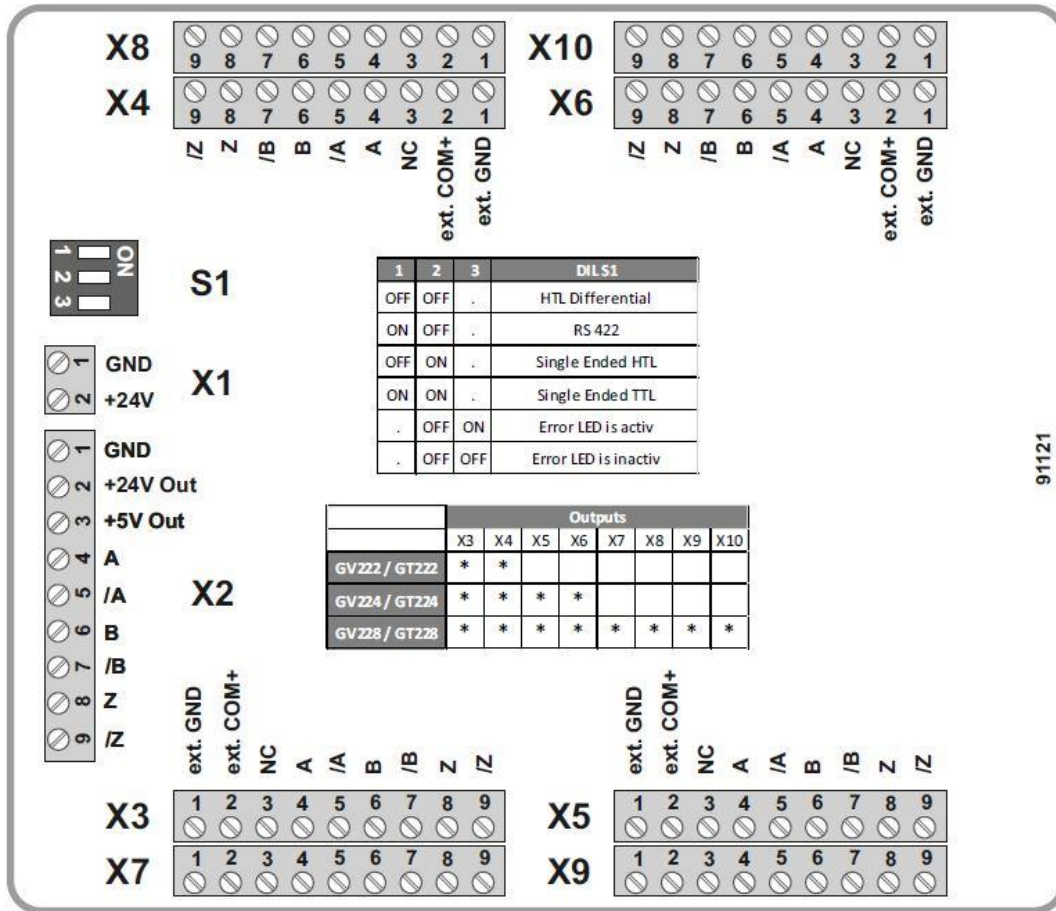 X8
9 8 7 6 5 4 3 2 1
X4
9 8 7 6 5 4 3 2 1
/Z Z /B B /A A NC ext. COM+ ext. GND
X10
9 8 7 6 5 4 3 2 1
X6
9 8 7 6 5 4 3 2 1
/Z Z /B B /A A NC ext. COM+ ext. GND
1 2 3 ON
S1
1 2 3 DIL S1
OFF OFF . HTL Differential
ON OFF . RS 422
OFF ON . Single Ended HTL
ON ON . Single Ended TTL
. OFF ON Error LED is activ
. OFF OFF Error LED is inactiv
X1
1 GND
2 +24V
X2
1 GND
2 +24V Out
3 +5V Out
4 A
5 /A
6 B
7 /B
8 Z
9 /Z
Outputs
X3 X4 X5 X6 X7 X8 X9 X10
GV222 / GT222 * *
GV224 / GT224 * * * *
GV228 / GT228 * * * * * * * *
91121
ext. GND ext. COM+ NC A /A B /B Z /Z
X3
1 2 3 4 5 6 7 8 9
X7
1 2 3 4 5 6 7 8 9
ext. GND ext. COM+ NC A /A B /B Z /Z
X5
1 2 3 4 5 6 7 8 9
X9
1 2 3 4 5 6 7 8 9